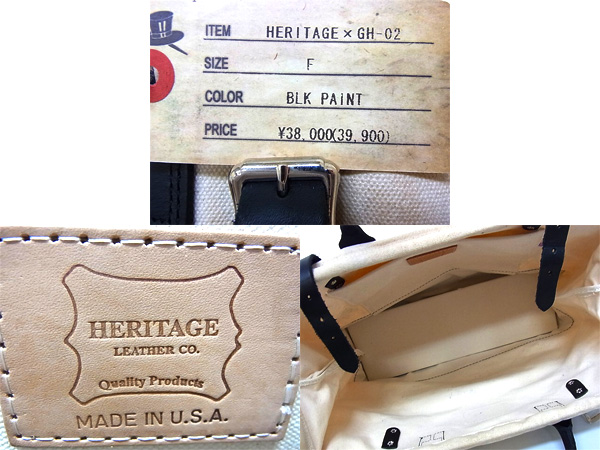 ITEM HERITAGE×GH-02
SIZE F
COLOR BLK PAiNT
PRICE ¥38,000(39,900)
HERITAGE
LEATHER CO.
Quality Products
MADE IN U.S.A.